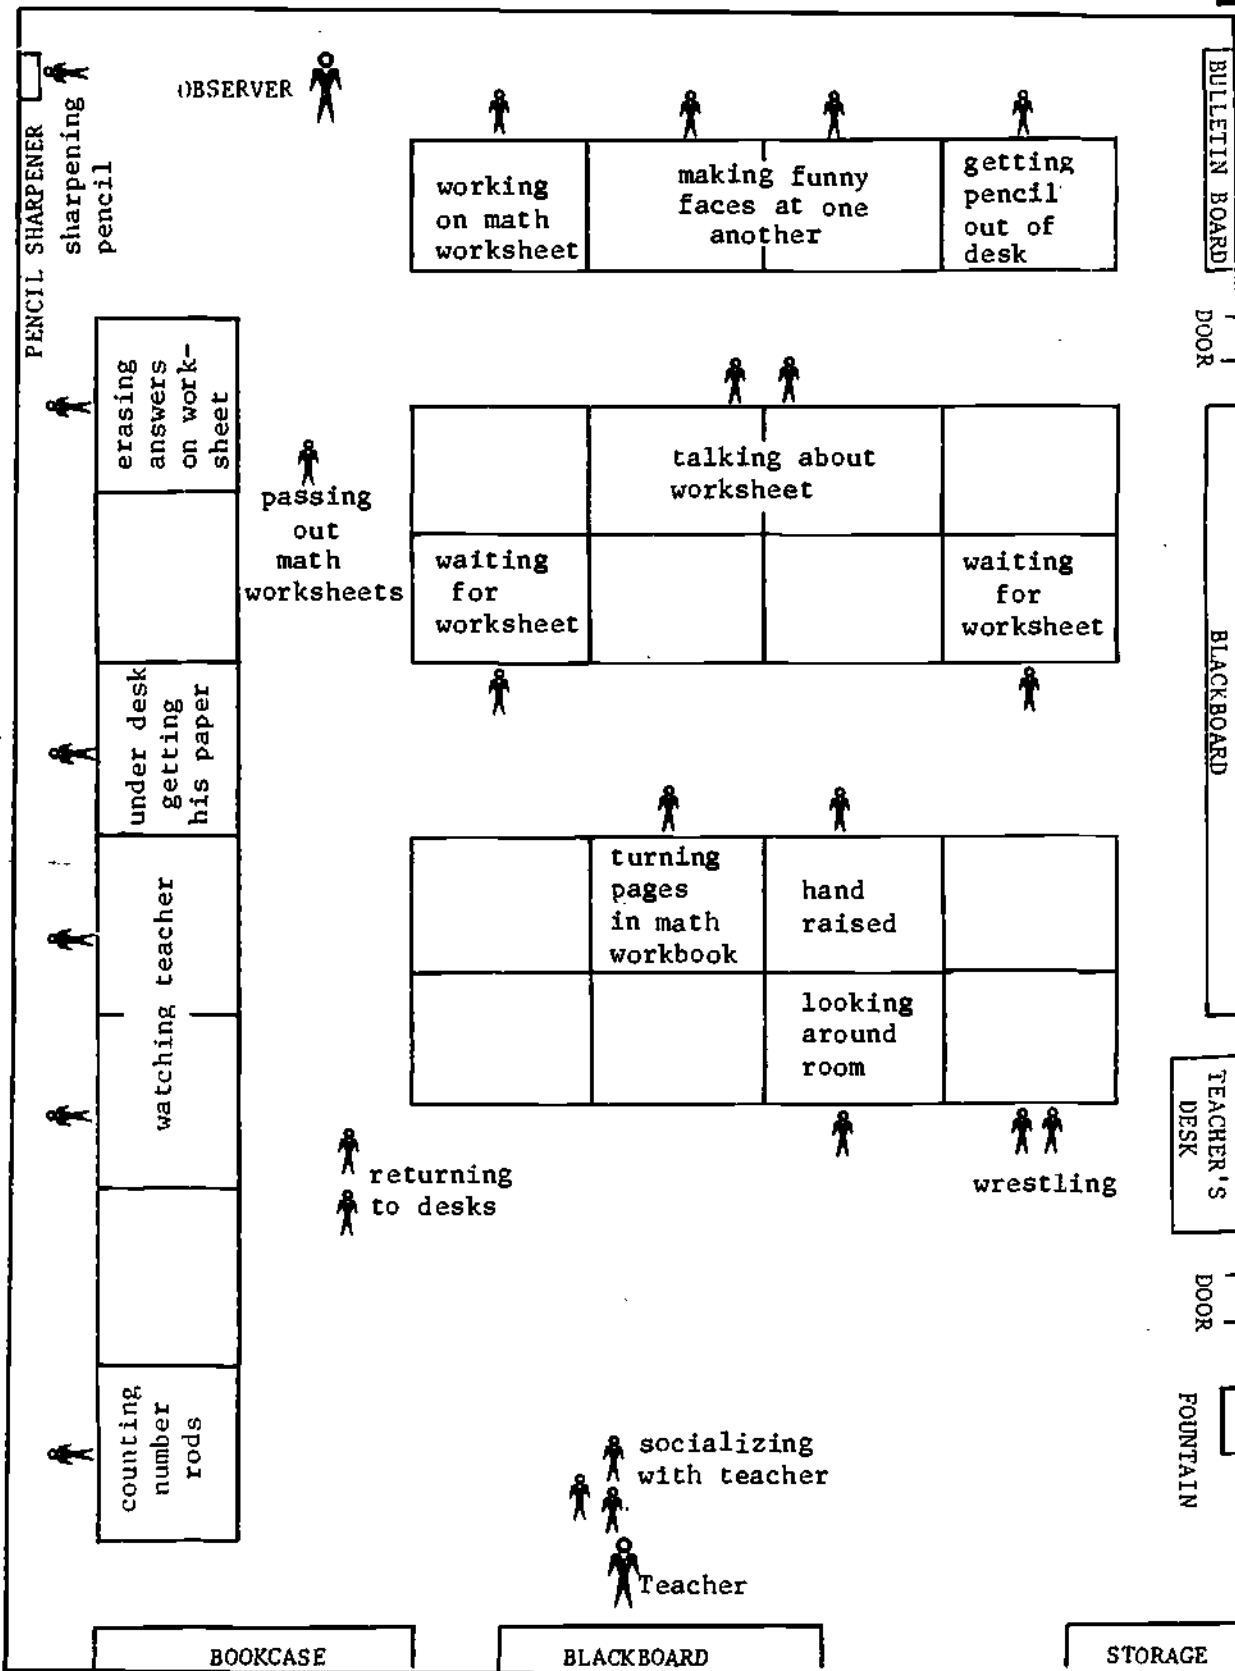 OBSERVER
PENCIL SHARPENER
sharpening
pencil
working
on math
worksheet
making funny
faces at one
another
getting
pencil
out of
desk
BULLETIN BOARD
DOOR
erasing
answers
on work-
sheet
passing
out
math
worksheets
talking about
worksheet
waiting
for
worksheet
waiting
for
worksheet
BLACKBOARD
under desk
getting
his paper
turning
pages
in math
workbook
hand
raised
watching teacher
looking
around
room
TEACHER'S
DESK
returning
to desks
wrestling
DOOR
counting
number
rods
socializing
with teacher
FOUNTAIN
Teacher
BOOKCASE
BLACKBOARD
STORAGE